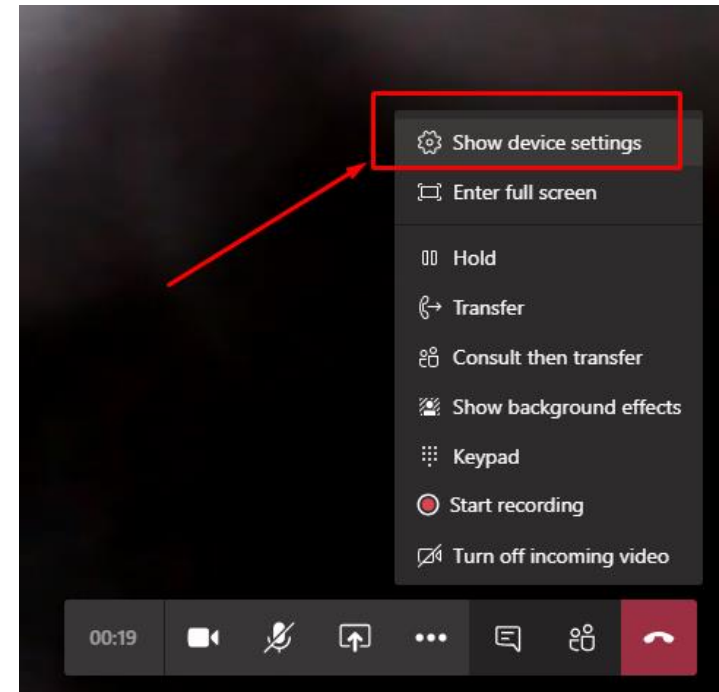 Show device settings
Enter full screen
Hold
Transfer
Consult then transfer
Show background effects
Keypad
Start recording
Turn off incoming video
00:19